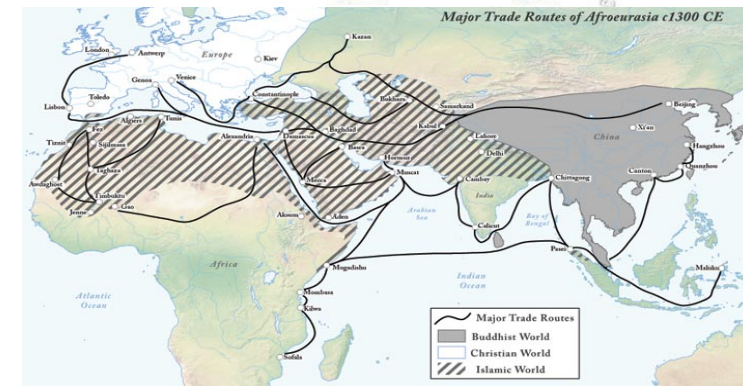 Major Trade Routes of Afroeurasia c1300 CE
Kazan
London
Antwerp
Europe
Kiev
Genoa
Venice
Toledo
Constantinople
Lisbon
Bukhara
Samarkand
Beijing
Algiers
Tunis
Fez
Baghdad
Kabul
Xi'an
China
Tiznit
Sijilmasa
Alexandria
Damascus
Basra
Lahore
Hangzhou
Delhi
Hormuz
Quanzhou
Taghaza
Mecca
Muscat
Cambay
Chittagong
Canton
Awdaghost
Timbuktu
India
Jenne
Gao
Aksum
Aden
Arabian
Sea
Bay of
Bengal
Calicut
Pasei
Africa
Mogadishu
Maluku
Indian
Ocean
Atlantic
Ocean
Mombasa
Kilwa
Sofala
Major Trade Routes
Buddhist World
Christian World
Islamic World